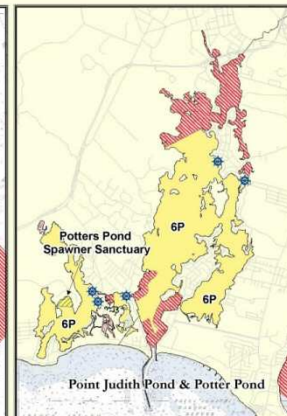 6P
Potters Pond
Spawner Sanctuary
6P
6P
Point Judith Pond & Potter Pond